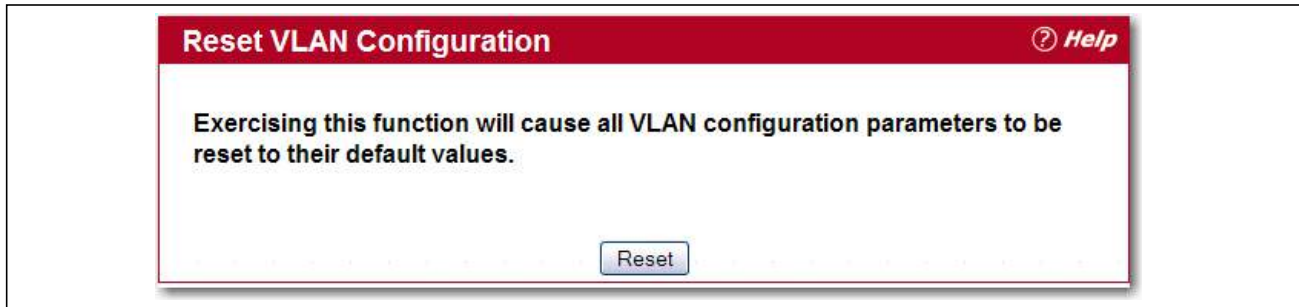 Reset VLAN Configuration
? Help
Exercising this function will cause all VLAN configuration parameters to be
reset to their default values.
Reset